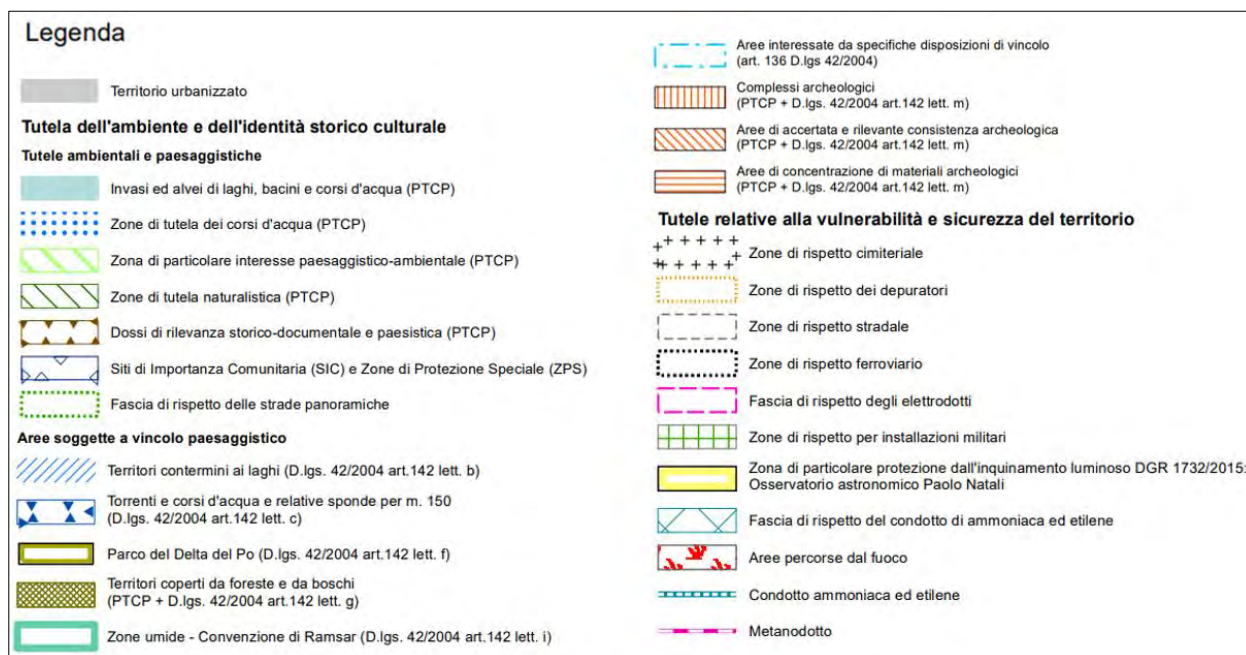 Legenda
Territorio urbanizzato
Tutela dell'ambiente e dell'identità storico culturale
Tutele ambientali e paesaggistiche
Invasi ed alvei di laghi, bacini e corsi d'acqua (PTCP)
Zone di tutela dei corsi d'acqua (PTCP)
Zona di particolare interesse paesaggistico-ambientale (PTCP)
Zone di tutela naturalistica (PTCP)
Dossi di rilevanza storico-documentale e paesistica (PTCP)
Siti di Importanza Comunitaria (SIC) e Zone di Protezione Speciale (ZPS)
Fascia di rispetto delle strade panoramiche
Aree soggette a vincolo paesaggistico
Territori contermini ai laghi (D.lgs. 42/2004 art.142 lett. b)
Torrenti e corsi d'acqua e relative sponde per m. 150
(D.lgs. 42/2004 art.142 lett. c)
Parco del Delta del Po (D.lgs. 42/2004 art.142 lett. f)
Territori coperti da foreste e da boschi
(PTCP + D.lgs. 42/2004 art.142 lett. g)
Zone umide - Convenzione di Ramsar (D.lgs. 42/2004 art.142 lett. i)
Aree interessate da specifiche disposizioni di vincolo
(art. 136 D.lgs 42/2004)
Complessi archeologici
(PTCP + D.lgs. 42/2004 art.142 lett. m)
Aree di accertata e rilevante consistenza archeologica
(PTCP + D.lgs. 42/2004 art.142 lett. m)
Aree di concentrazione di materiali archeologici
(PTCP + D.lgs. 42/2004 art.142 lett. m)
Tutele relative alla vulnerabilità e sicurezza del territorio
Zone di rispetto cimiteriale
Zone di rispetto dei depuratori
Zone di rispetto stradale
Zone di rispetto ferroviario
Fascia di rispetto degli elettrodotti
Zone di rispetto per installazioni militari
Zona di particolare protezione dall'inquinamento luminoso DGR 1732/2015:
Osservatorio astronomico Paolo Natali
Fascia di rispetto del condotto di ammoniaca ed etilene
Aree percorse dal fuoco
Condotto ammoniaca ed etilene
Metanodotto